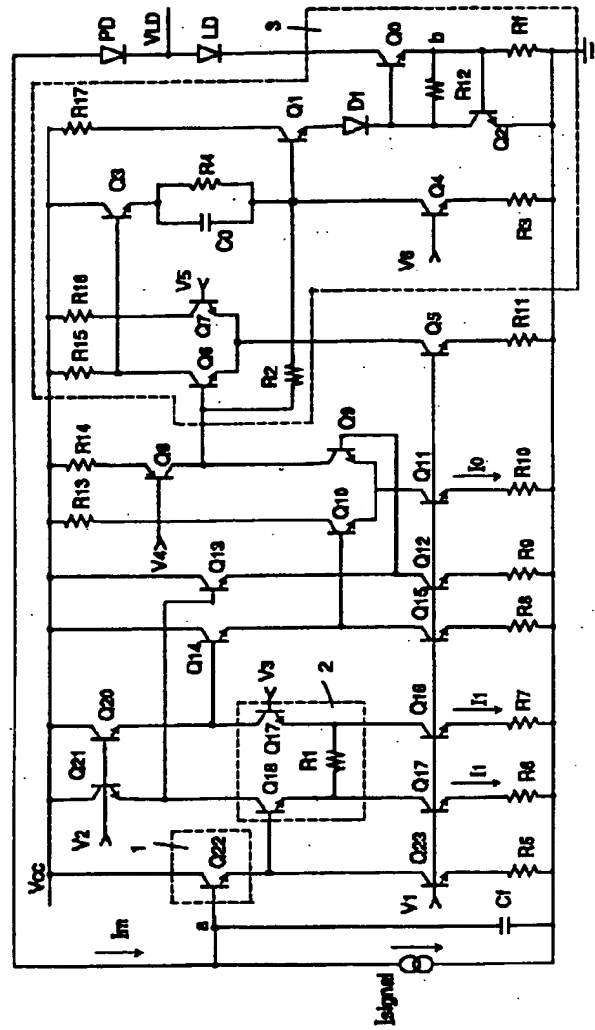 PD
VLD
LD
3
Vcc
R17
Q3
R4
C0
Q1
D1
Q0
b
R12
Rf
Q2
Q4
V6
R3
R16
R15
V5
Q7
Q6
R2
Q5
R11
R14
R13
Q8
V4
Q9
Q10
Q11
I0
R10
Q13
Q12
R9
Q14
Q15
R8
Q20
Q21
V2
V3
2
Q17
Q18
R1
Q16
I1
R7
Q17
I1
R6
1
Q22
Q23
V1
R5
a
Im
Cf
Isignal